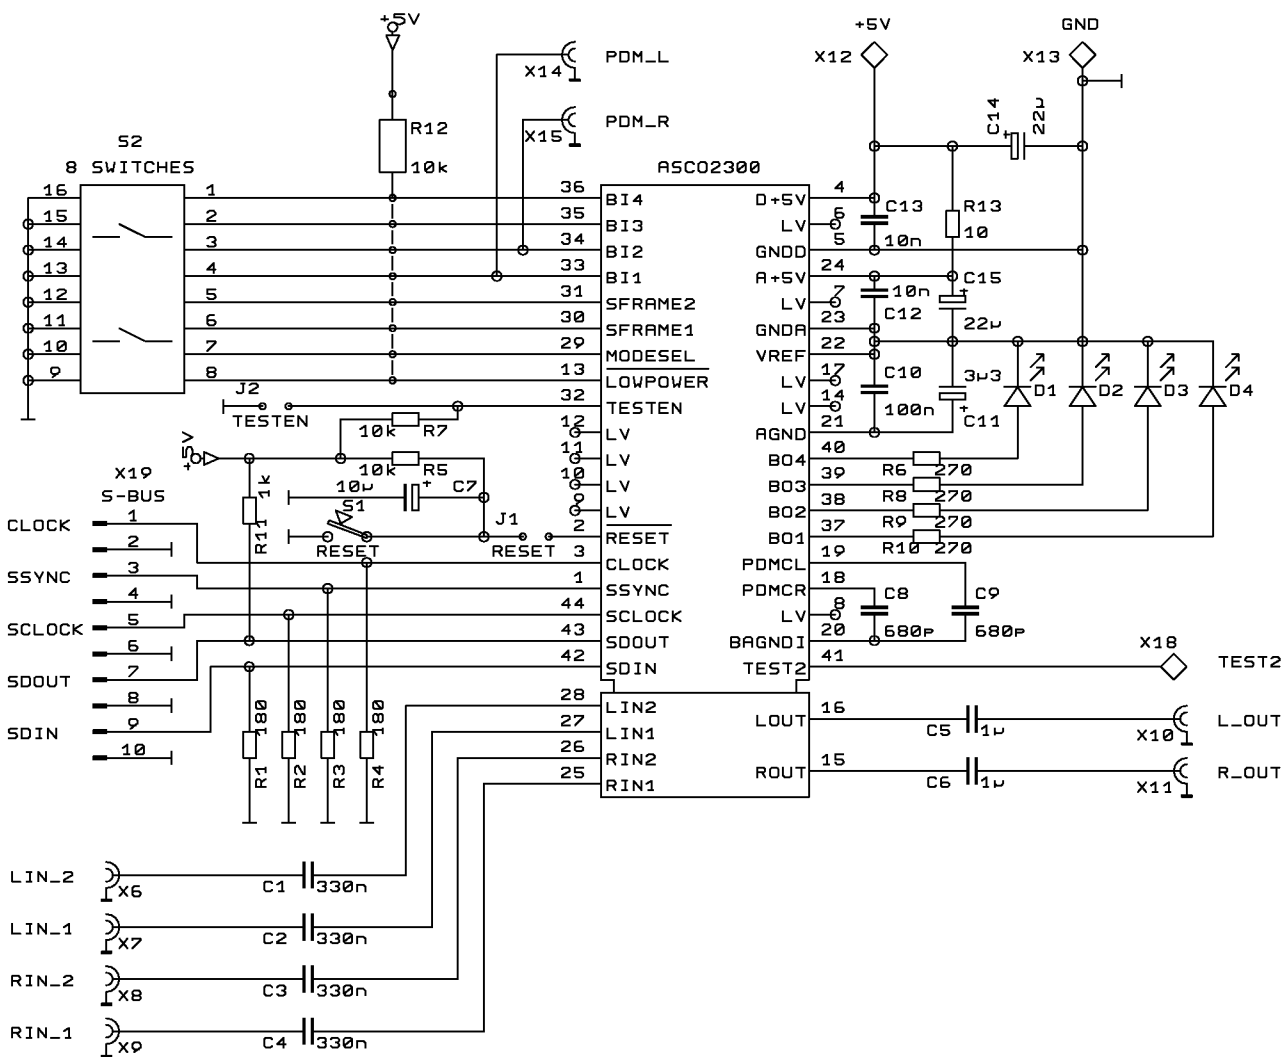 +5V
+5V
GND
X12
X13
X14
PDM_L
X15
PDM_R
C14
22µ
R12
10k
S2
8 SWITCHES
ASCO2300
16
1
36
BI4
D+5V
4
15
2
35
BI3
LV
6
C13
R13
14
3
34
BI2
GNDD
5
10n
10
13
4
33
BI1
A+5V
24
C15
12
5
31
SFRAME2
LV
7
10n
C12
11
6
30
SFRAME1
GNDA
23
22µ
10
7
29
MODESEL
VREF
22
9
8
13
LOWPOWER
LV
17
C10
3µ3
D1
D2
D3
D4
J2
TESTEN
32
TESTEN
LV
14
100n
C11
10k
R7
12
LV
AGND
21
+5V
11
LV
BO4
40
R6
270
10k
R5
10
LV
BO3
39
R8
270
X19
S-BUS
1k
R11
10µ
C7
9
LV
BO2
38
R9
270
S1
RESET
J1
RESET
2
RESET
BO1
37
R10
270
CLOCK
1
2
3
CLOCK
PDMCL
19
SSYNC
3
4
1
SSYNC
PDMCR
18
C8
C9
SCLOCK
5
6
44
SCLOCK
LV
8
680p
680p
43
SDOUT
BAGNDI
20
SDOUT
7
8
42
SDIN
TEST2
41
X18
TEST2
SDIN
9
10
180
180
180
180
R1
R2
R3
R4
28
LIN2
27
LIN1
26
RIN2
25
RIN1
LOUT
16
C5
1µ
X10
L_OUT
ROUT
15
C6
1µ
X11
R_OUT
LIN_2
X6
C1
330n
LIN_1
X7
C2
330n
RIN_2
X8
C3
330n
RIN_1
X9
C4
330n